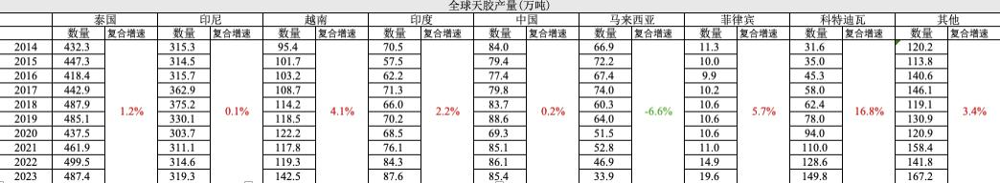 全球天胶产量(万吨)
泰国 印尼 越南 印度 中国 马来西亚 菲律宾 科特迪瓦 其他
数量 复合增速 数量 复合增速 数量 复合增速 数量 复合增速 数量 复合增速 数量 复合增速 数量 复合增速 数量 复合增速 数量 复合增速
2014 432.3 315.3 95.4 70.5 84.0 66.9 11.3 31.6 120.2
2015 447.3 314.5 101.7 57.5 79.4 72.2 10.0 35.0 113.8
2016 418.4 315.7 103.2 62.2 77.4 67.4 9.9 45.3 140.6
2017 442.9 362.9 108.7 71.3 79.8 74.0 10.2 58.0 146.1
2018 487.9 375.2 114.2 66.0 83.7 60.3 10.6 62.4 119.1
1.2% 0.1% 4.1% 2.2% 0.2% -6.6% 5.7% 16.8% 3.4%
2019 485.1 330.1 118.5 70.2 88.6 64.0 10.6 78.0 130.9
2020 437.5 303.7 122.2 68.5 69.3 51.5 10.6 94.0 120.9
2021 461.9 311.1 117.8 76.1 85.1 52.8 11.0 110.0 158.4
2022 499.5 314.6 119.3 84.3 86.1 46.9 14.9 128.6 141.8
2023 487.4 319.3 142.5 87.6 85.4 33.9 19.6 149.8 167.2